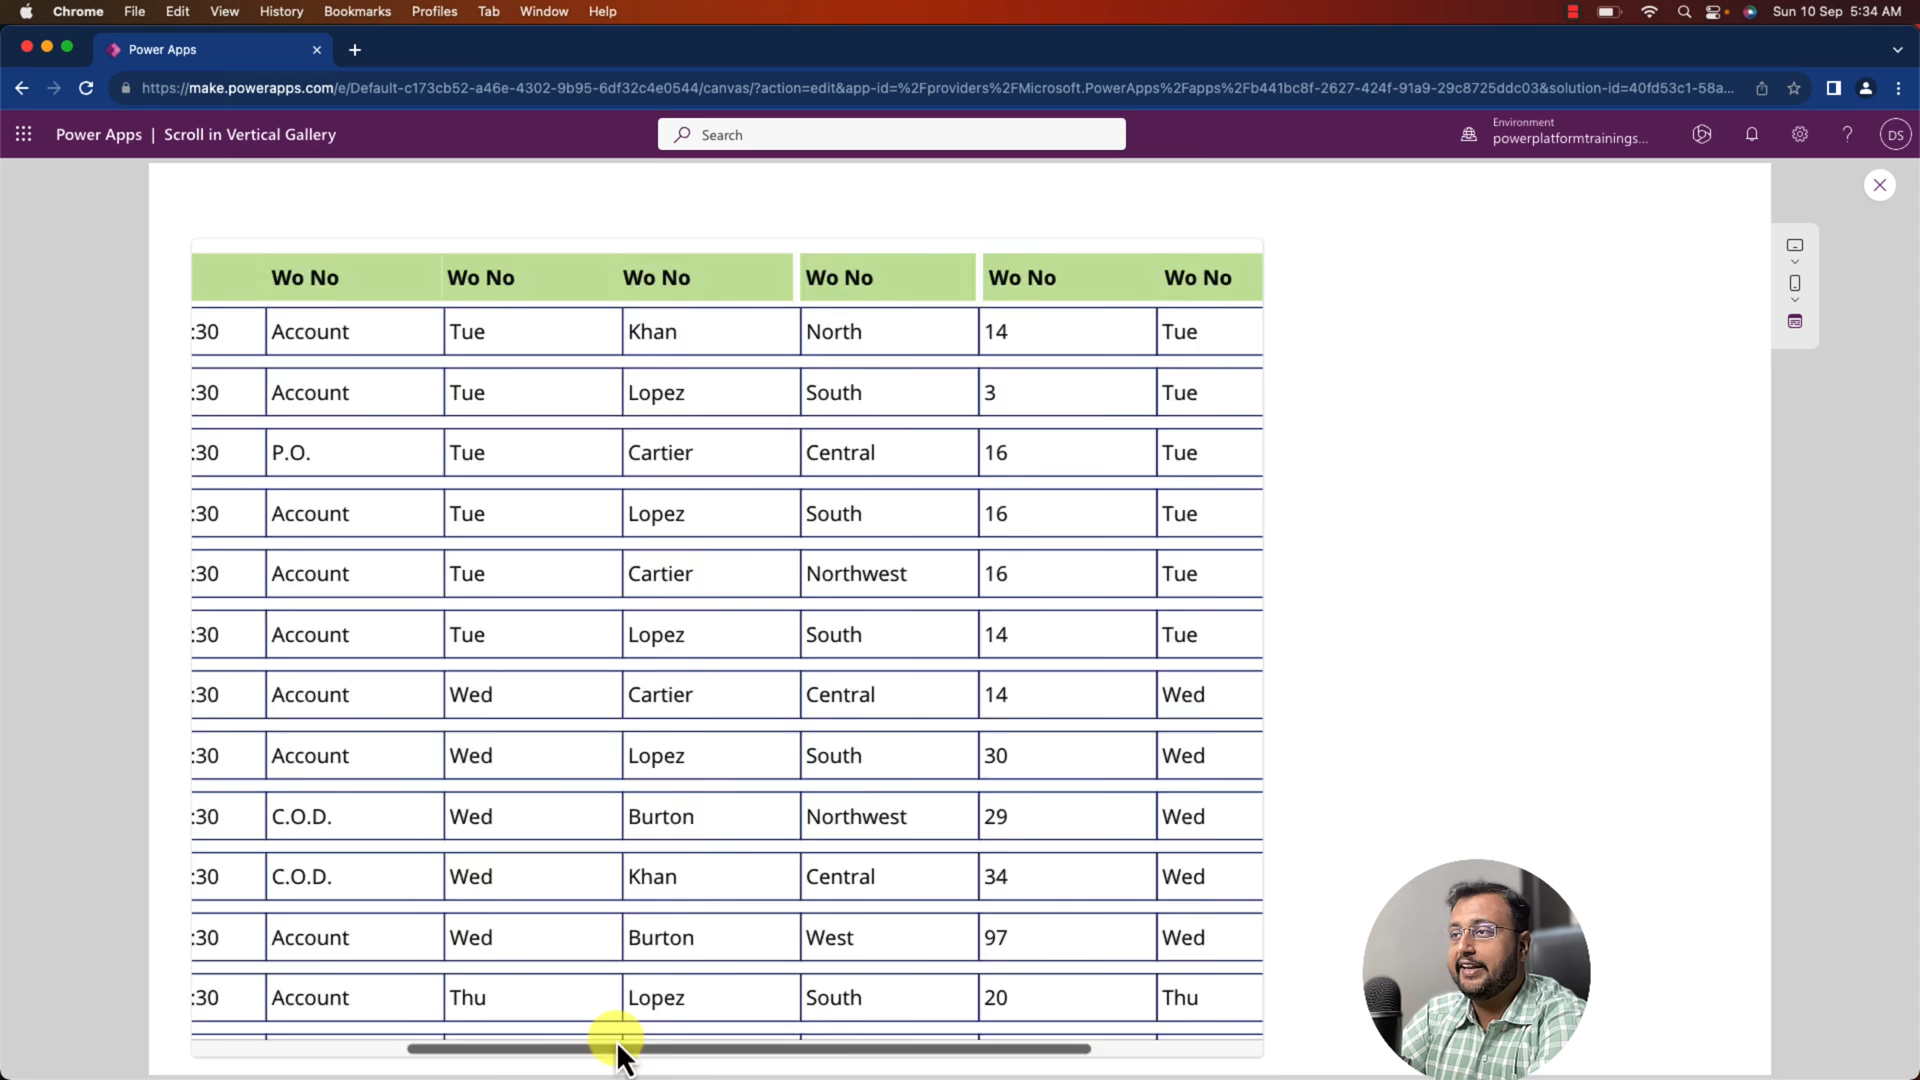 Chrome File Edit View History Bookmarks Profiles Tab Window Help Sun 10 Sep 5:34 AM
Power Apps
https://make.powerapps.com/e/Default-c173cb52-a46e-4302-9b95-6df32c4e0544/canvas/?action=edit&app-id=%2Fproviders%2FMicrosoft.PowerApps%2Fapps%2Fb441bc8f-2627-424f-91a9-29c8725ddc03&solution-id=40fd53c1-58a...
Power Apps | Scroll in Vertical Gallery Search Environment DS
powerplatformtrainings...
Wo No Wo No Wo No Wo No Wo No Wo No
:30 Account Tue Khan North 14 Tue
:30 Account Tue Lopez South 3 Tue
:30 P.O. Tue Cartier Central 16 Tue
:30 Account Tue Lopez South 16 Tue
:30 Account Tue Cartier Northwest 16 Tue
:30 Account Tue Lopez South 14 Tue
:30 Account Wed Cartier Central 14 Wed
:30 Account Wed Lopez South 30 Wed
:30 C.O.D. Wed Burton Northwest 29 Wed
:30 C.O.D. Wed Khan Central 34 Wed
:30 Account Wed Burton West 97 Wed
:30 Account Thu Lopez South 20 Thu